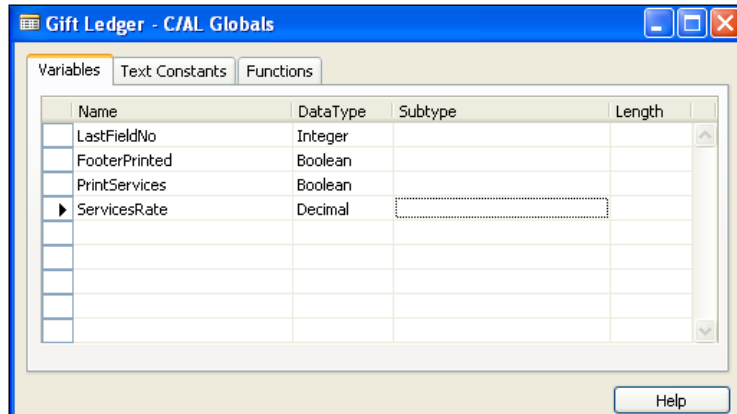 Gift Ledger - C/AL Globals
Variables Text Constants Functions
Name DataType Subtype Length
LastFieldNo Integer
FooterPrinted Boolean
PrintServices Boolean
ServicesRate Decimal
Help